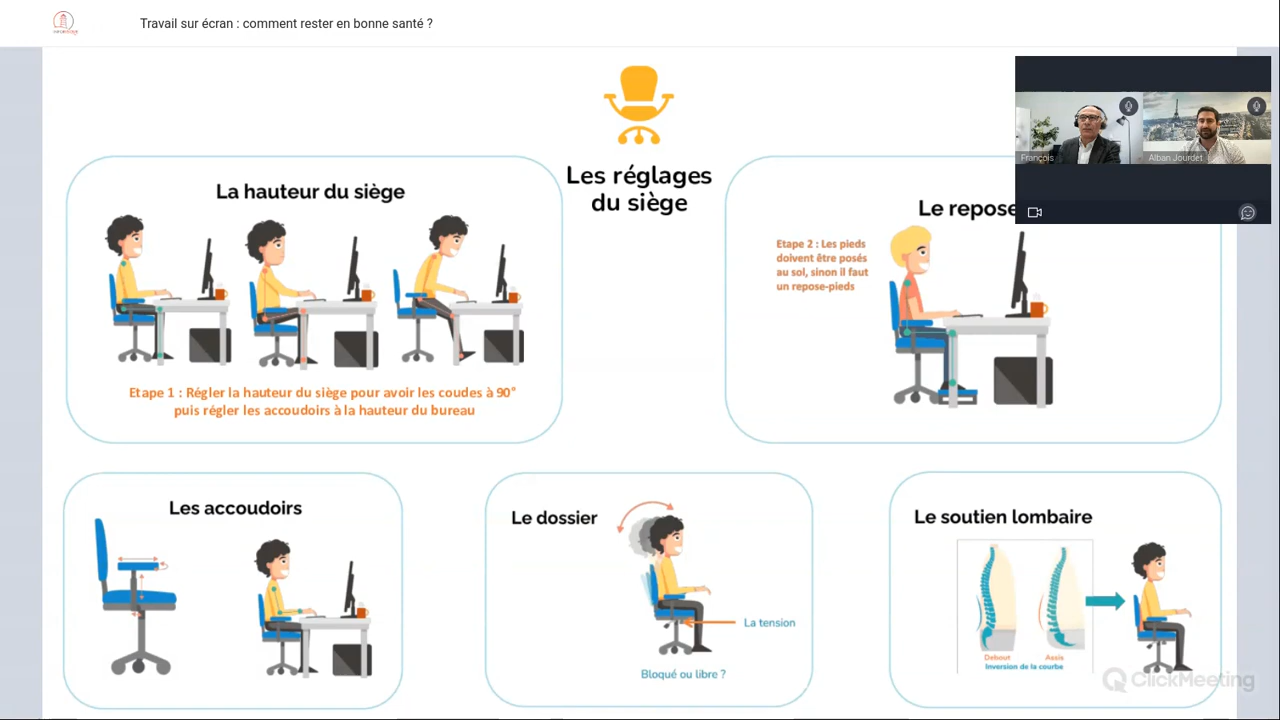 Travail sur écran : comment rester en bonne santé ?
Les réglages
du siège
François
Alban Jourdet
La hauteur du siège
Etape 1 : Régler la hauteur du siège pour avoir les coudes à 90°
puis régler les accoudoirs à la hauteur du bureau
Le repose
Etape 2 : Les pieds
doivent être posés
au sol, sinon il faut
un repose-pieds
Les accoudoirs
Le dossier
La tension
Bloqué ou libre ?
Le soutien lombaire
Debout
Assis
Inversion de la courbe
ClickMeeting